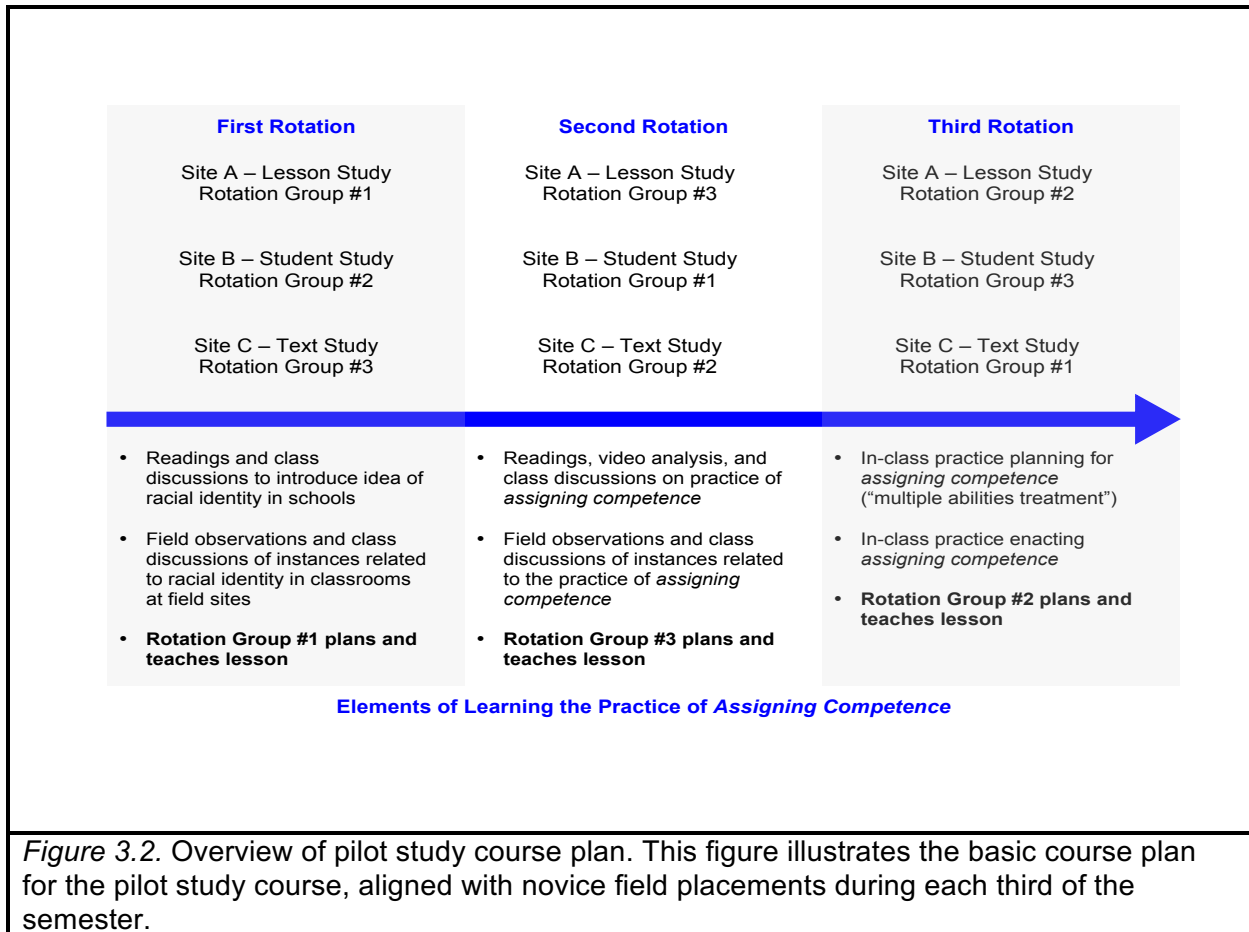 First Rotation
Site A – Lesson Study
Rotation Group #1
Site B – Student Study
Rotation Group #2
Site C – Text Study
Rotation Group #3
Second Rotation
Site A – Lesson Study
Rotation Group #3
Site B – Student Study
Rotation Group #1
Site C – Text Study
Rotation Group #2
Third Rotation
Site A – Lesson Study
Rotation Group #2
Site B – Student Study
Rotation Group #3
Site C – Text Study
Rotation Group #1
• Readings and class
discussions to introduce idea of
racial identity in schools
• Field observations and class
discussions of instances related
to racial identity in classrooms
at field sites
• Rotation Group #1 plans and
teaches lesson
• Readings, video analysis, and
class discussions on practice of
assigning competence
• Field observations and class
discussions of instances related
to the practice of assigning
competence
• Rotation Group #3 plans and
teaches lesson
• In-class practice planning for
assigning competence
(“multiple abilities treatment”)
• In-class practice enacting
assigning competence
• Rotation Group #2 plans and
teaches lesson
Elements of Learning the Practice of Assigning Competence
Figure 3.2. Overview of pilot study course plan. This figure illustrates the basic course plan
for the pilot study course, aligned with novice field placements during each third of the
semester.